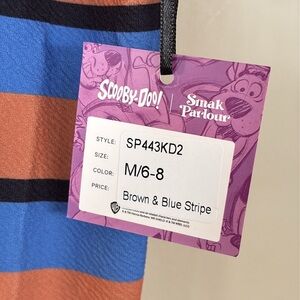 SCOOBY-DOO!
Smak
Parlour
STYLE: SP443KD2
SIZE:
M/6-8
COLOR:
PRICE:
Brown & Blue Stripe